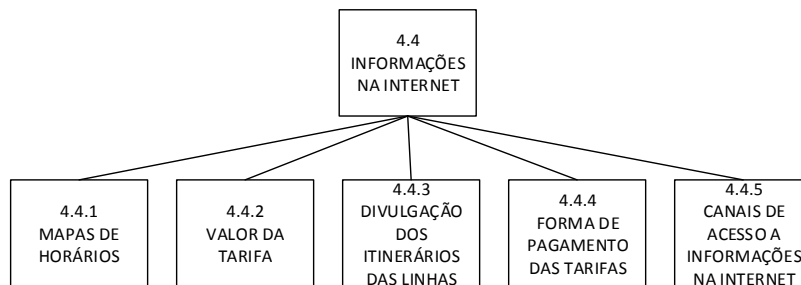 4.4
INFORMAÇÕES
NA INTERNET
4.4.1
MAPAS DE
HORÁRIOS
4.4.2
VALOR DA
TARIFA
4.4.3
DIVULGAÇÃO
DOS
ITINERÁRIOS
DAS LINHAS
4.4.4
FORMA DE
PAGAMENTO
DAS TARIFAS
4.4.5
CANAIS DE
ACESSO A
INFORMAÇÕES
NA INTERNET